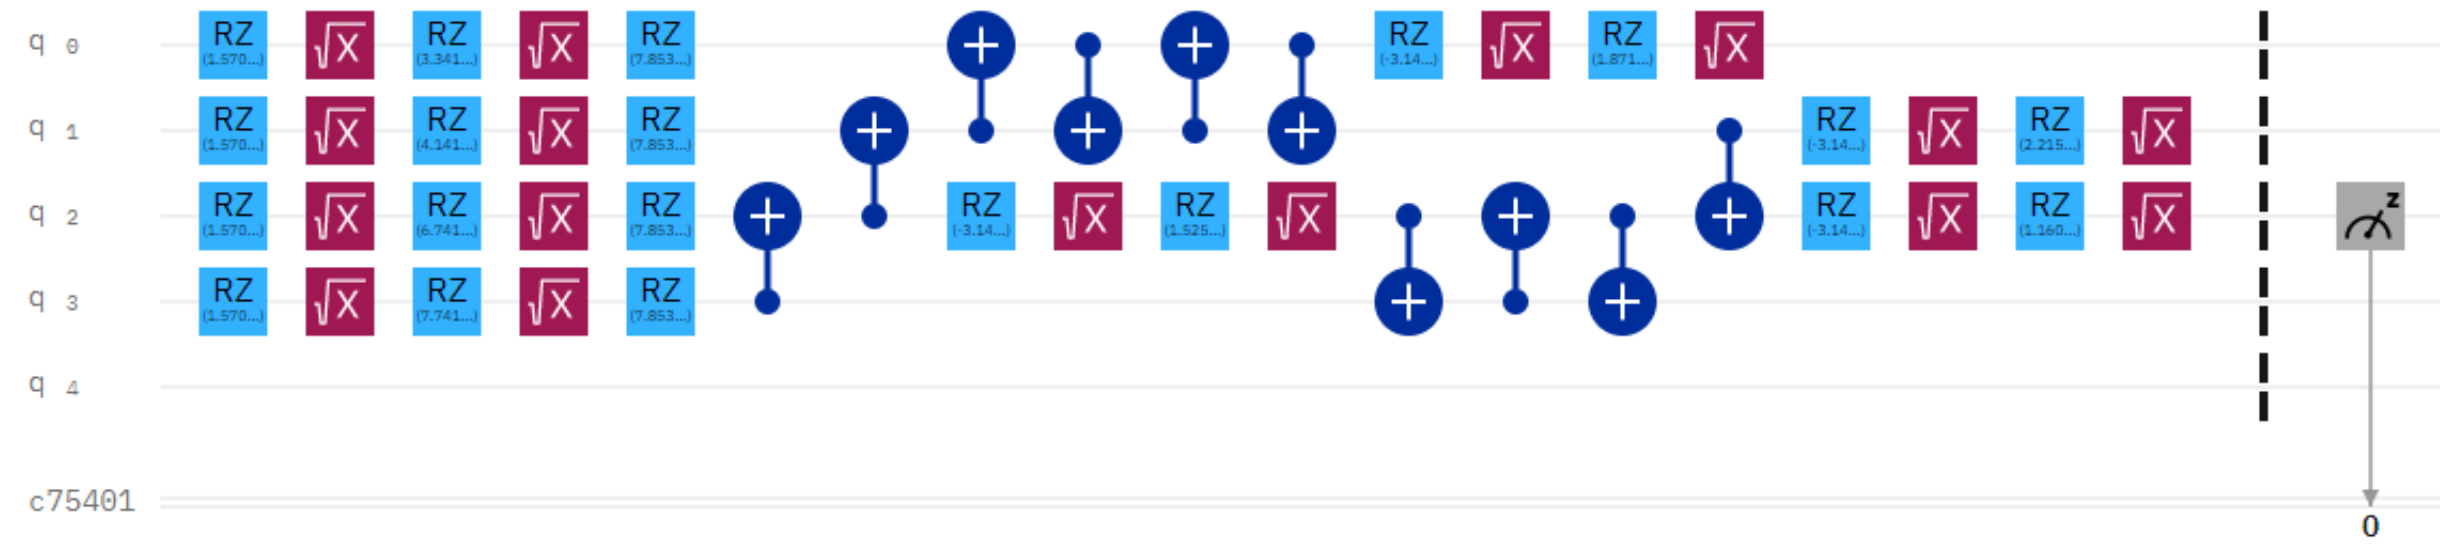 q 0 RZ (1.570...) √X RZ (3.341...) √X RZ (7.853...) + + RZ (-3.14...) √X RZ (1.871...) √X
q 1 RZ (1.570...) √X RZ (4.141...) √X RZ (7.853...) + + + RZ (-3.14...) √X RZ (2.215...) √X
q 2 RZ (1.570...) √X RZ (6.741...) √X RZ (7.853...) + RZ (-3.14...) √X RZ (1.525...) √X + + RZ (-3.14...) √X RZ (1.160...) √X z
q 3 RZ (1.570...) √X RZ (7.741...) √X RZ (7.853...) + +
q 4
c75401
0